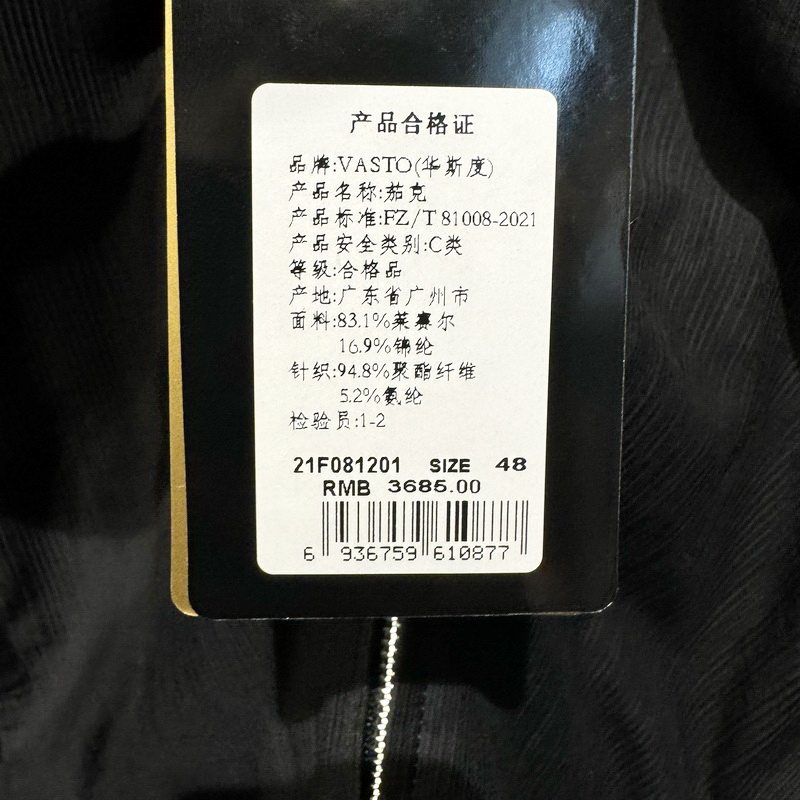 产品合格证
品牌:VASTO(华斯度)
产品名称:茄克
产品标准:FZ/T 81008-2021
产品安全类别:C类
等级:合格品
产地:广东省广州市
面料:83.1%莱赛尔
16.9%锦纶
针织:94.8%聚酯纤维
5.2%氨纶
检验员:1-2
21F081201 SIZE 48
RMB 3685.00
6 936759 610877